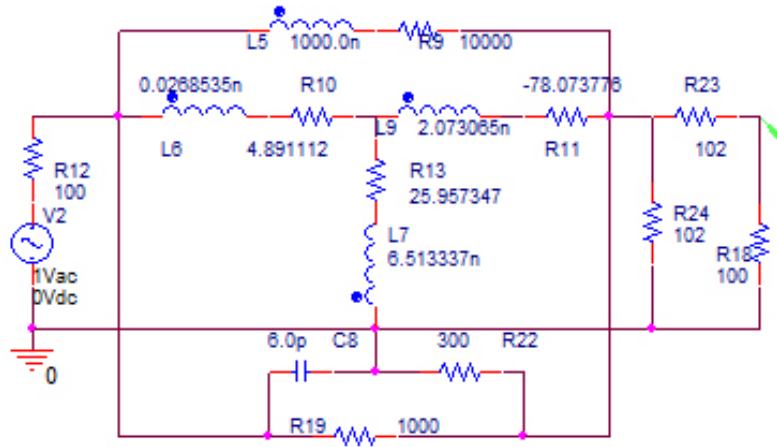 L5 1000.0n R9 10000
0.0268535n R10 -78.073776 R23
L9 2.073065n
L6 4.891112 R11 102
R12
100
R13
25.957347
V2
L7
6.513337n
R24
102
R18
100
1Vac
0Vdc
0
6.0p C8 300 R22
R19 1000